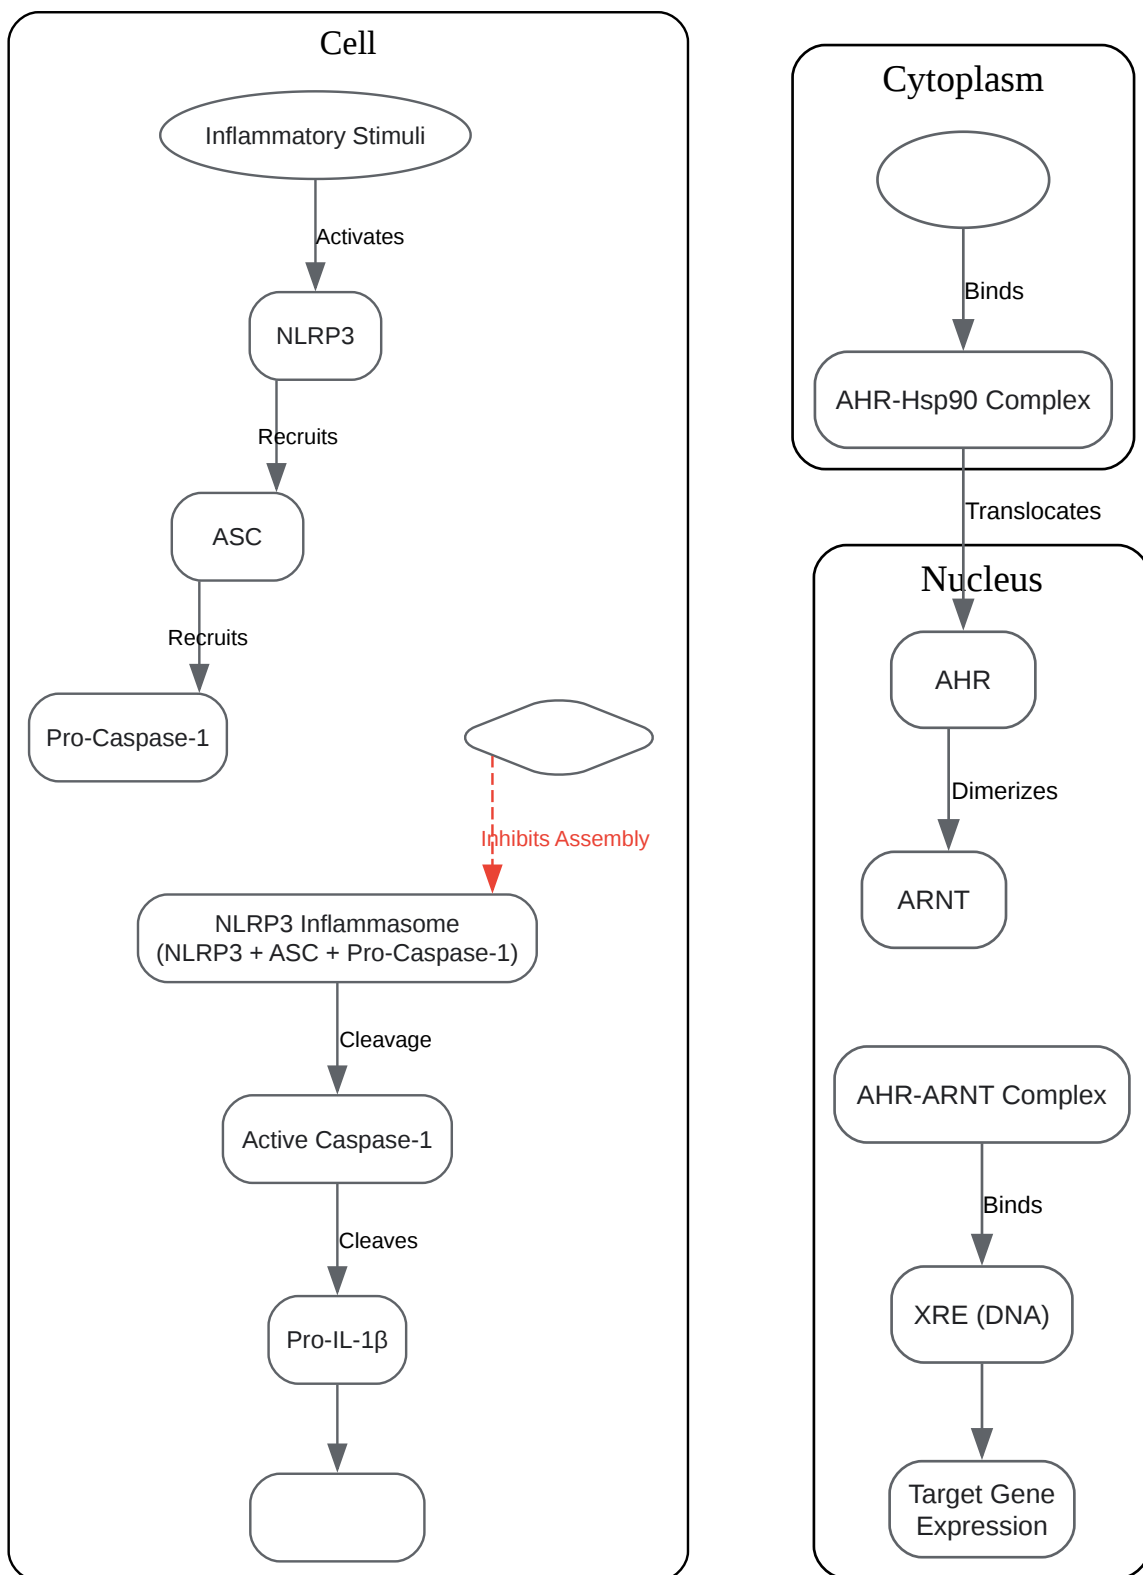 Cell
Inflammatory Stimuli
Activates
NLRP3
Recruits
ASC
Recruits
Pro-Caspase-1
Inhibits Assembly
NLRP3 Inflammasome
(NLRP3 + ASC + Pro-Caspase-1)
Cleavage
Active Caspase-1
Cleaves
Pro-IL-1β
Cytoplasm
Binds
AHR-Hsp90 Complex
Translocates
Nucleus
AHR
Dimerizes
ARNT
AHR-ARNT Complex
Binds
XRE (DNA)
Target Gene
Expression